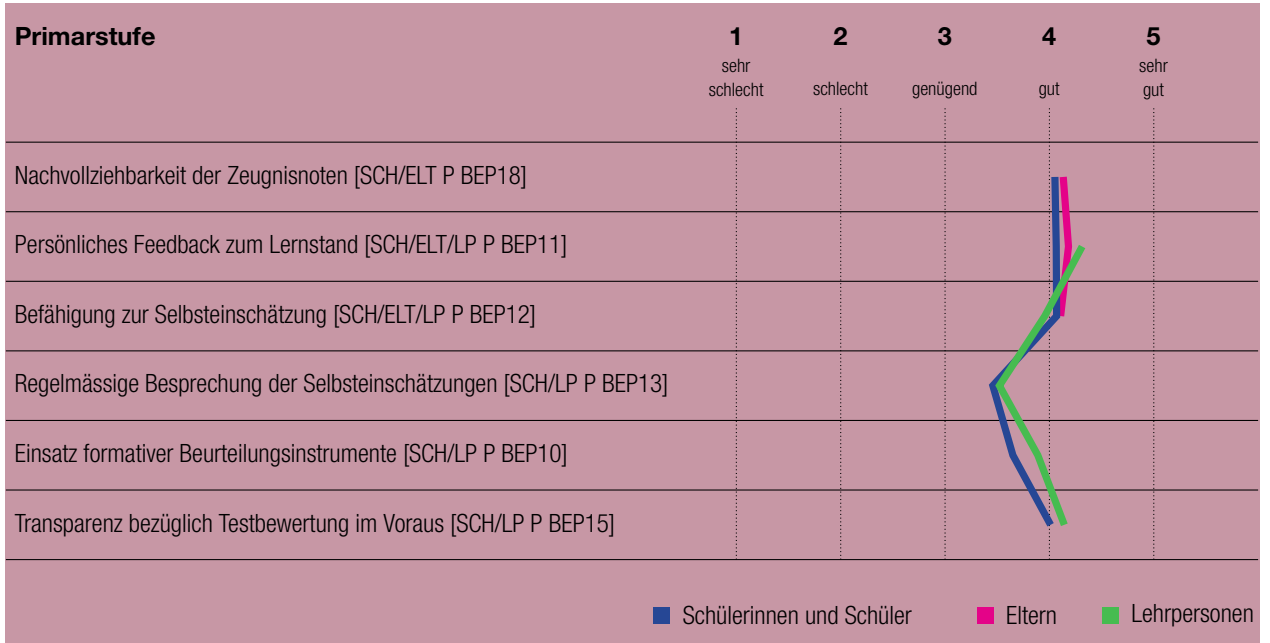 Primarstufe 1 2 3 4 5
sehr schlecht schlecht genügend gut sehr gut
Nachvollziehbarkeit der Zeugnisnoten [SCH/ELT P BEP18]
Persönliches Feedback zum Lernstand [SCH/ELT/LP P BEP11]
Befähigung zur Selbsteinschätzung [SCH/ELT/LP P BEP12]
Regelmässige Besprechung der Selbsteinschätzungen [SCH/LP P BEP13]
Einsatz formativer Beurteilungsinstrumente [SCH/LP P BEP10]
Transparenz bezüglich Testbewertung im Voraus [SCH/LP P BEP15]
Schülerinnen und Schüler Eltern Lehrpersonen